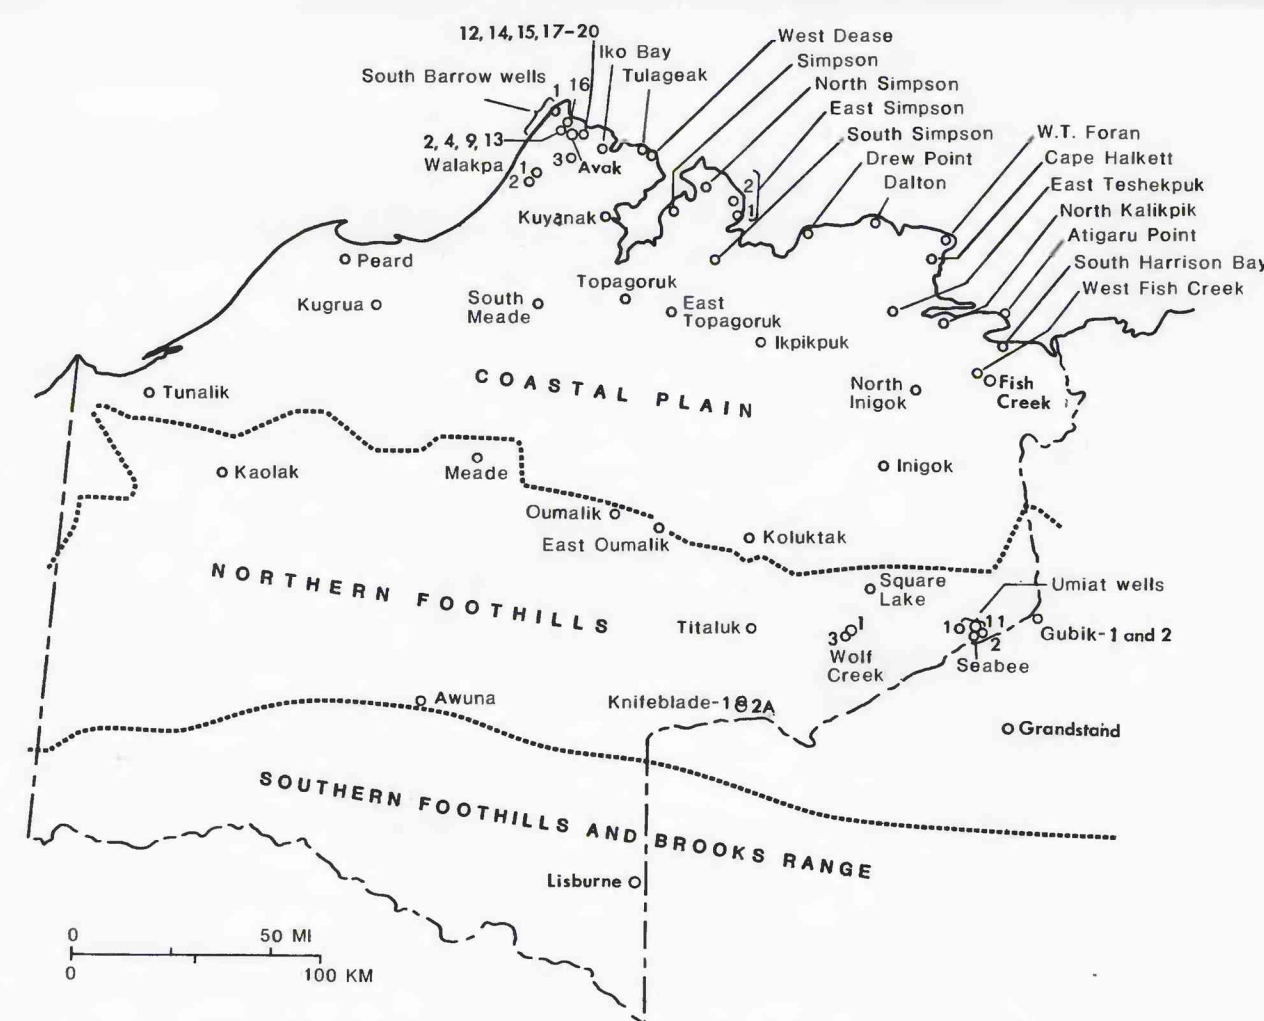 12, 14, 15, 17-20
West Dease
Iko Bay
Simpson
South Barrow wells
Tulageak
North Simpson
1
16
East Simpson
2, 4, 9, 13
South Simpson
W.T. Foran
Walakpa
1
2
3
Avak
Drew Point
Cape Halkett
Dalton
East Teshekpuk
2
1
Kuyanak
North Kalikpik
Atigaru Point
Peard
South Harrison Bay
Topagoruk
West Fish Creek
Kugrua
South
Meade
East
Topagoruk
Ikpikpuk
COASTAL PLAIN
Tunalik
North
Inigok
Fish
Creek
Kaolak
Meade
Inigok
Oumalik
East Oumalik
Koluktak
NORTHERN FOOTHILLS
Square
Lake
Umiat wells
Titaluk
3
1
1
11
2
Gubik-1 and 2
Wolf
Creek
Seabee
Awuna
Knifeblade-1&2A
Grandstand
SOUTHERN FOOTHILLS AND BROOKS RANGE
Lisburne
0
50 MI
0
100 KM